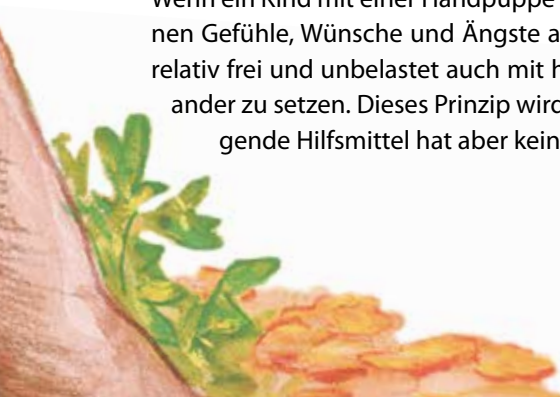 Wenn ein Kind mit einer Handpuppe
nen Gefühle, Wünsche und Ängste a
relativ frei und unbelastet auch mit h
ander zu setzen. Dieses Prinzip wird
gende Hilfsmittel hat aber kein